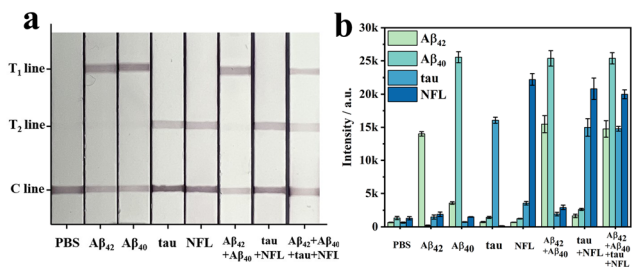 a
T₁ line
T₂ line
C line
PBS
Aβ₄₂
Aβ₄₀
tau
NFL
Aβ₄₂
+Aβ₄₀
tau
+NFL
Aβ₄₂+Aβ₄₀
+tau+NFL
b
Intensity / a.u.
30k
25k
20k
15k
10k
5k
0
Aβ₄₂
Aβ₄₀
tau
NFL
PBS
Aβ₄₂
Aβ₄₀
tau
NFL
Aβ₄₂
+Aβ₄₀
tau
+NFL
Aβ₄₂
+Aβ₄₀
+tau
+NFL